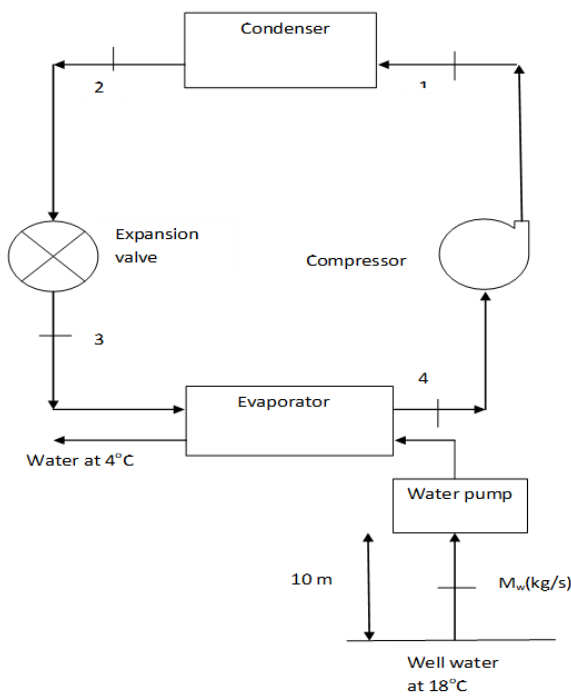 Condenser
2
1
Expansion
valve
Compressor
3
4
Evaporator
Water at 4°C
Water pump
10 m
Mw(kg/s)
Well water
at 18°C